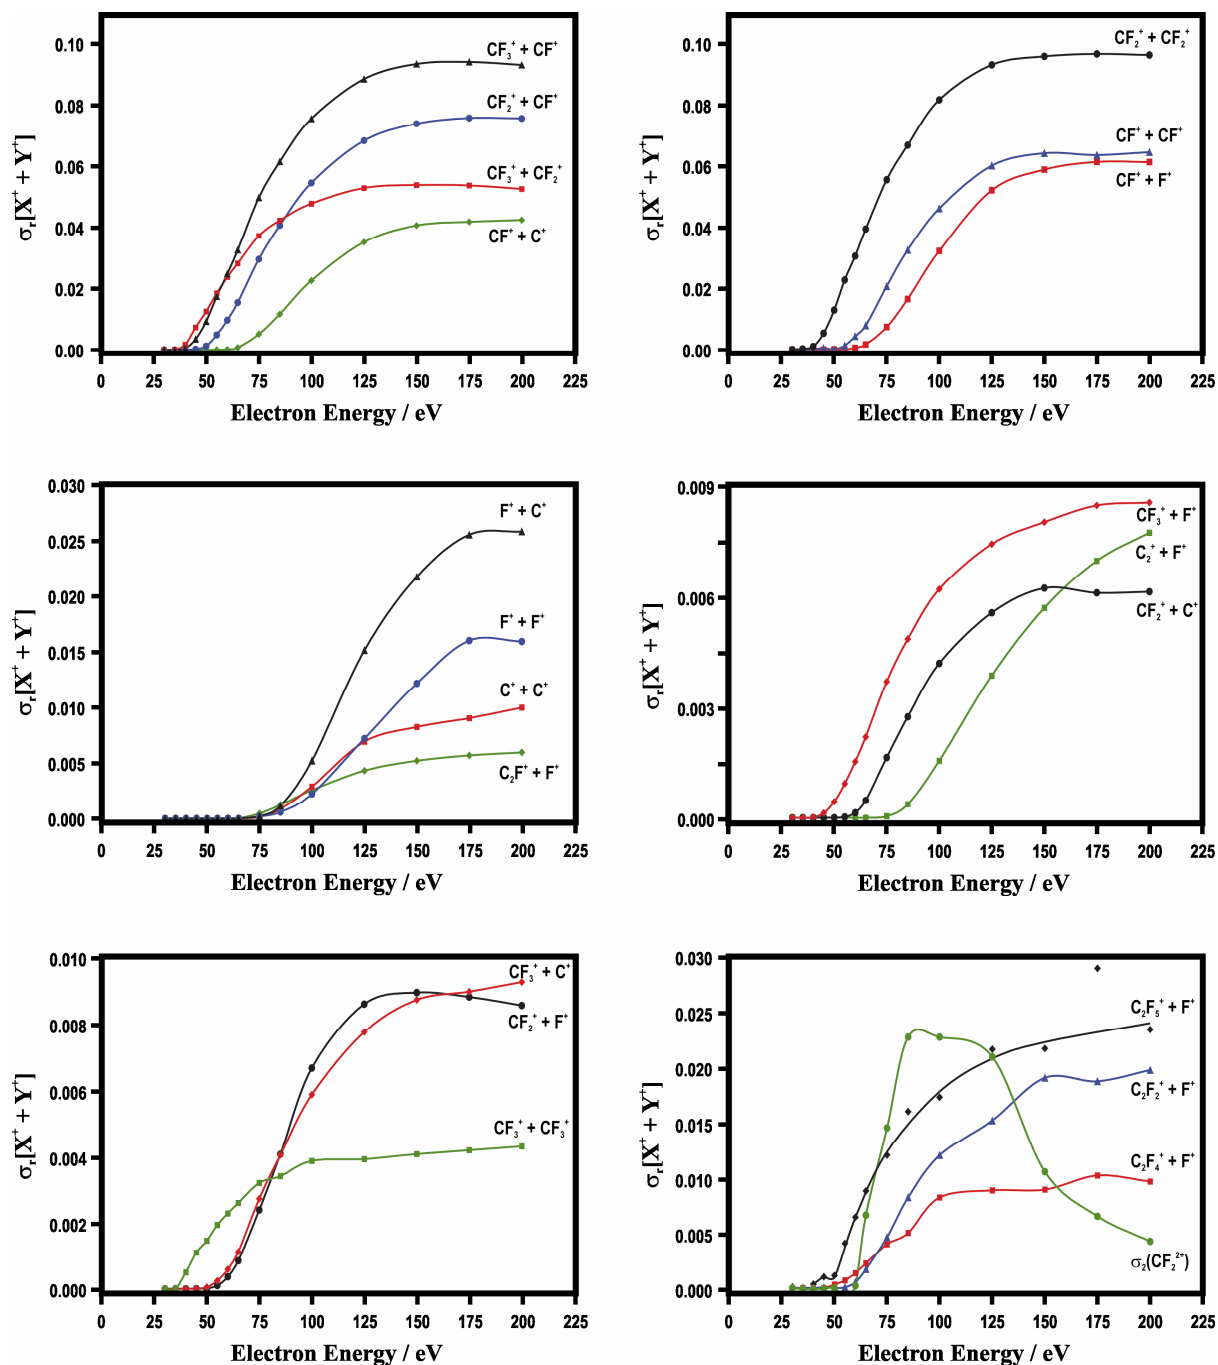 0.10
0.08
0.06
0.04
0.02
0.00
σr[X⁺ + Y⁺]
CF₃⁺ + CF⁺
CF₂⁺ + CF⁺
CF₃⁺ + CF₂⁺
CF⁺ + C⁺
0 25 50 75 100 125 150 175 200 225
Electron Energy / eV
0.10
0.08
0.06
0.04
0.02
0.00
σr[X⁺ + Y⁺]
CF₂⁺ + CF₂⁺
CF⁺ + CF⁺
CF⁺ + F⁺
0 25 50 75 100 125 150 175 200 225
Electron Energy / eV
0.030
0.025
0.020
0.015
0.010
0.005
0.000
σr[X⁺ + Y⁺]
F⁺ + C⁺
F⁺ + F⁺
C⁺ + C⁺
C₂F⁺ + F⁺
0 25 50 75 100 125 150 175 200 225
Electron Energy / eV
0.009
0.006
0.003
0.000
σr[X⁺ + Y⁺]
CF₃⁺ + F⁺
C₂⁺ + F⁺
CF₂⁺ + C⁺
0 25 50 75 100 125 150 175 200 225
Electron Energy / eV
0.010
0.008
0.006
0.004
0.002
0.000
σr[X⁺ + Y⁺]
CF₃⁺ + C⁺
CF₂⁺ + F⁺
CF₃⁺ + CF₃⁺
0 25 50 75 100 125 150 175 200 225
Electron Energy / eV
0.030
0.025
0.020
0.015
0.010
0.005
0.000
σr[X⁺ + Y⁺]
C₂F₅⁺ + F⁺
C₂F₂⁺ + F⁺
C₂F₄⁺ + F⁺
σ₂(CF₂²⁺)
0 25 50 75 100 125 150 175 200 225
Electron Energy / eV